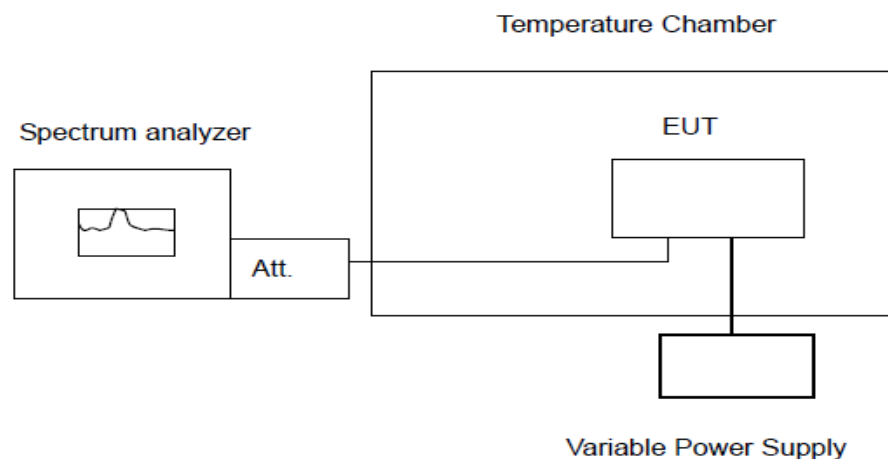 Temperature Chamber
Spectrum analyzer
EUT
Att.
Variable Power Supply